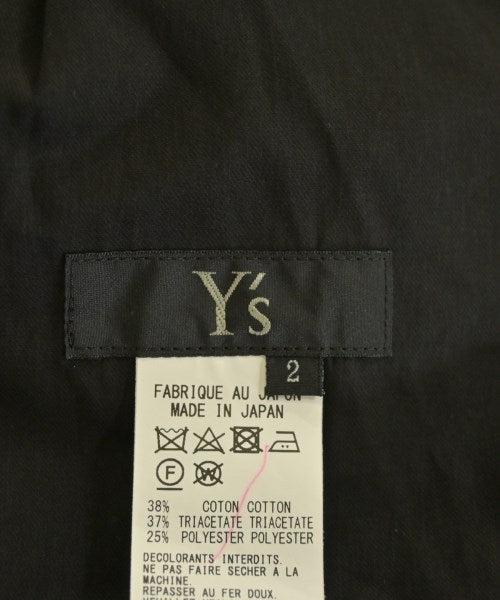 Y's
2
FABRIQUE AU JAPON
MADE IN JAPAN
F W
38% COTON COTTON
37% TRIACETATE TRIACETATE
25% POLYESTER POLYESTER
DECOLORANTS INTERDITS.
NE PAS FAIRE SECHER A LA
MACHINE.
REPASSER AU FER DOUX.